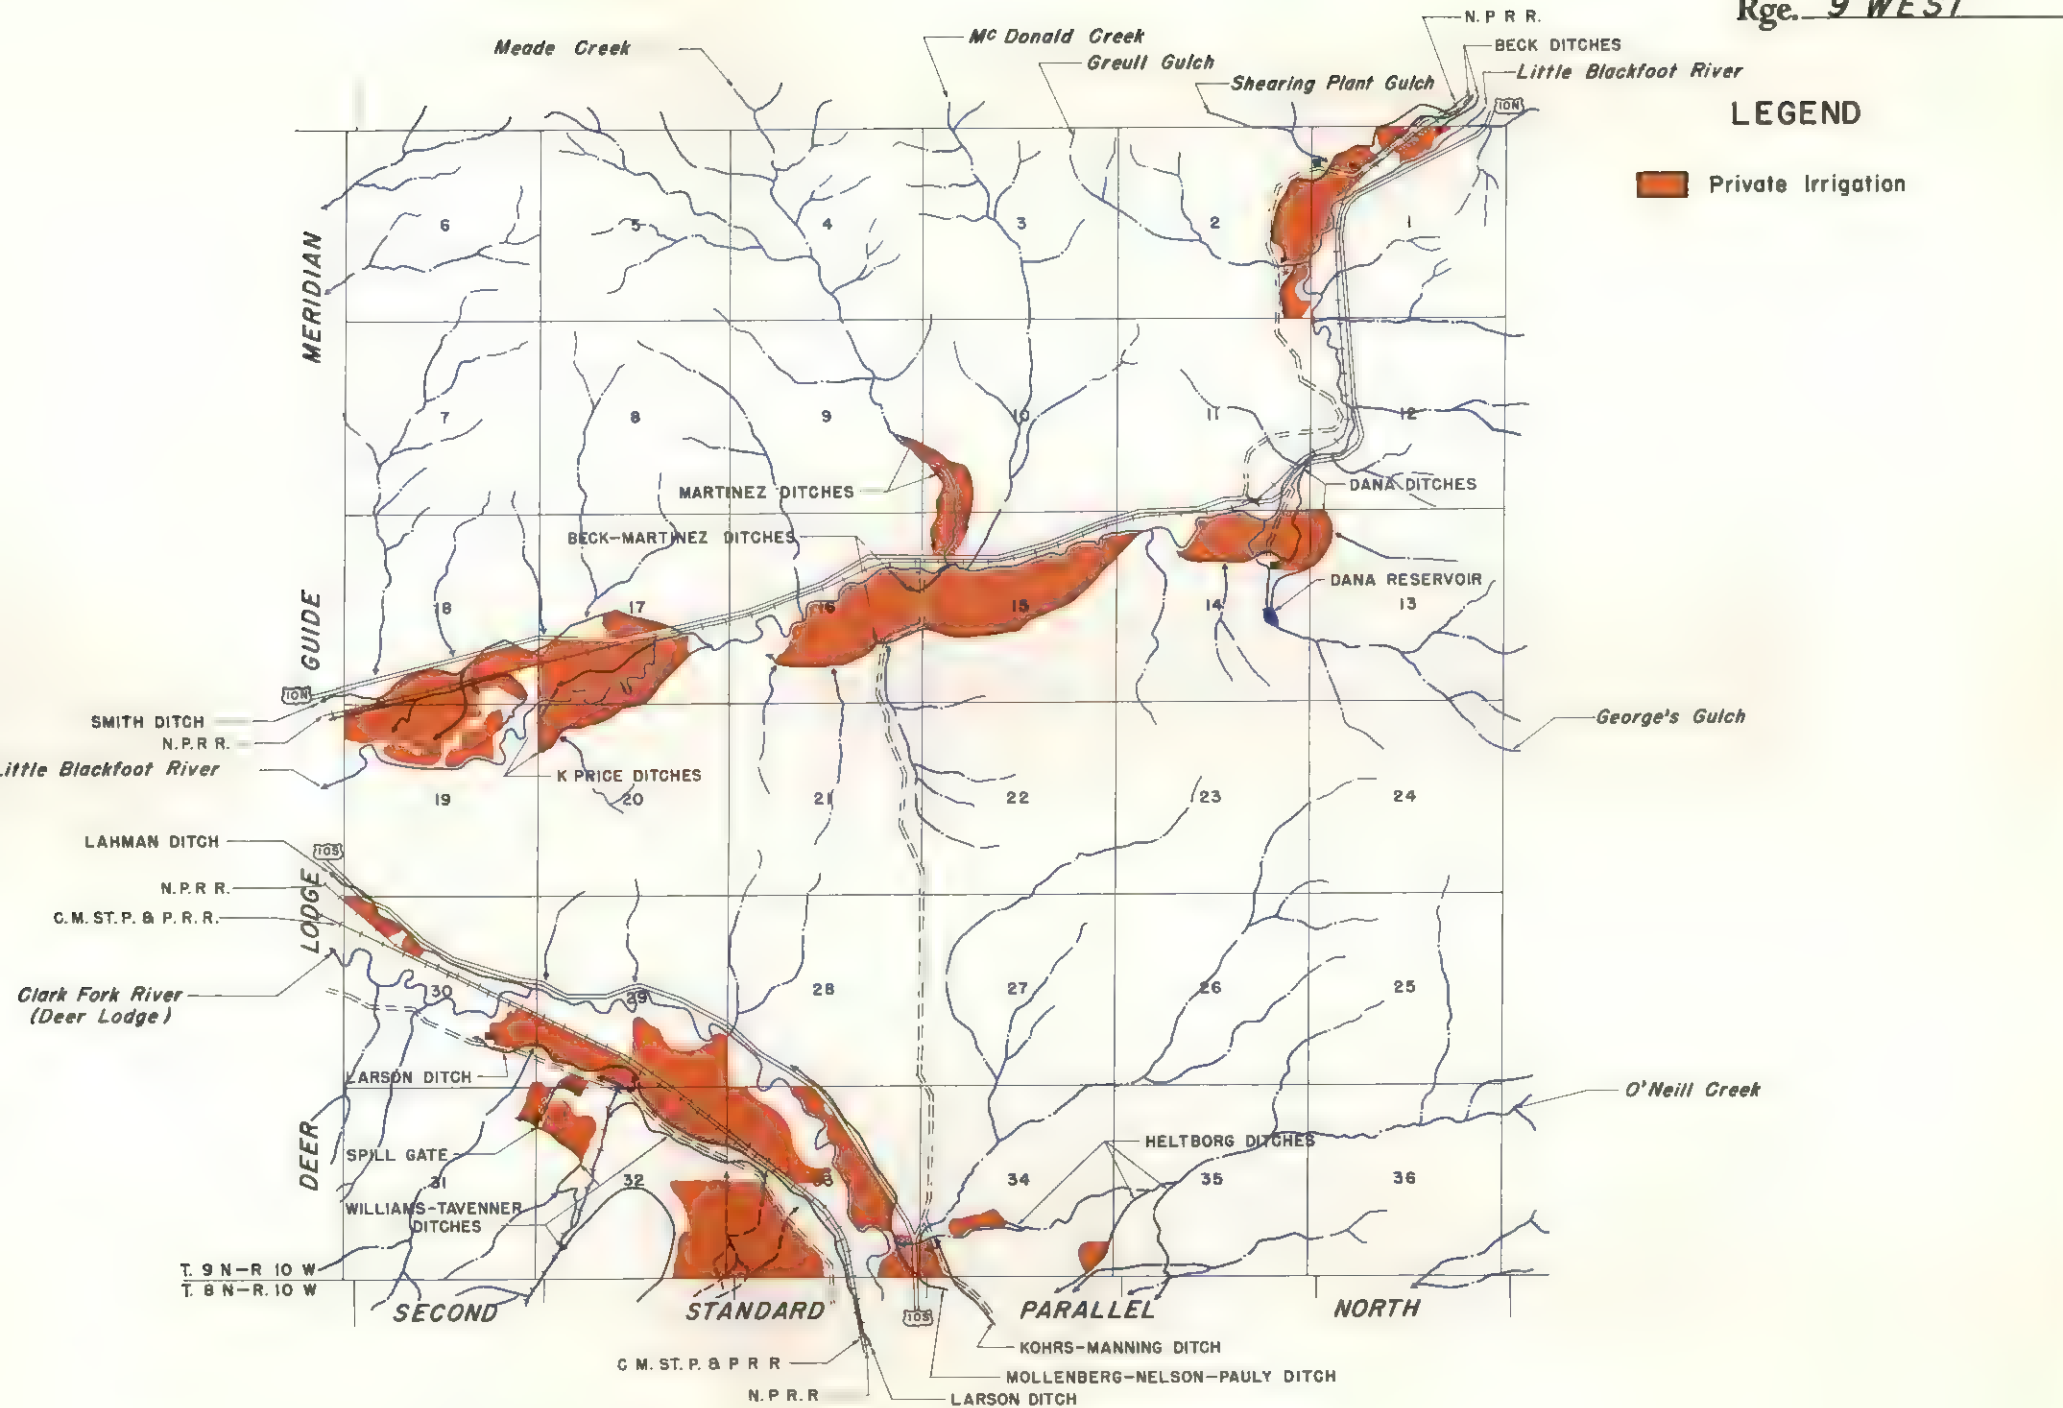 Rge. 9 WEST
N. P R R.
BECK DITCHES
Little Blackfoot River
Mc Donald Creek
Greull Gulch
Meade Creek
Shearing Plant Gulch
10N
LEGEND
Private Irrigation
MERIDIAN
6
5
4
3
2
1
7
8
9
10
11
12
MARTINEZ DITCHES
DANA DITCHES
BECK-MARTINEZ DITCHES
DANA RESERVOIR
GUIDE
18
17
16
15
14
13
10N
SMITH DITCH
N.P.R R.
Little Blackfoot River
George's Gulch
K PRICE DITCHES
19
20
21
22
23
24
LAHMAN DITCH
10S
N.P.R R.
C.M.ST.P. & P.R.R.
LODGE
Clark Fork River
(Deer Lodge)
30
29
28
27
26
25
LARSON DITCH
O'Neill Creek
DEER
SPILL GATE
HELTBORG DITCHES
31
32
33
34
35
36
WILLIAMS-TAVENNER
DITCHES
T. 9 N-R 10 W
T. 8 N-R. 10 W
SECOND STANDARD PARALLEL NORTH
10S
KOHRS-MANNING DITCH
C M. ST. P. & P R R
MOLLENBERG-NELSON-PAULY DITCH
N.P R.R
LARSON DITCH